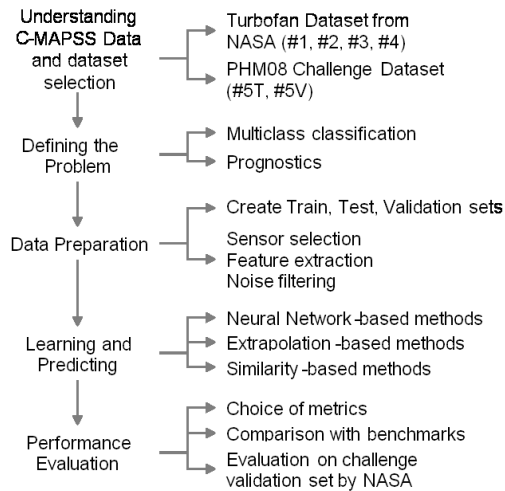 Understanding
C-MAPSS Data
and dataset
selection
Turbofan Dataset from
NASA (#1, #2, #3, #4)
PHM08 Challenge Dataset
(#5T, #5V)
Defining the
Problem
Multiclass classification
Prognostics
Data Preparation
Create Train, Test, Validation sets
Sensor selection
Feature extraction
Noise filtering
Learning and
Predicting
Neural Network-based methods
Extrapolation-based methods
Similarity-based methods
Performance
Evaluation
Choice of metrics
Comparison with benchmarks
Evaluation on challenge
validation set by NASA